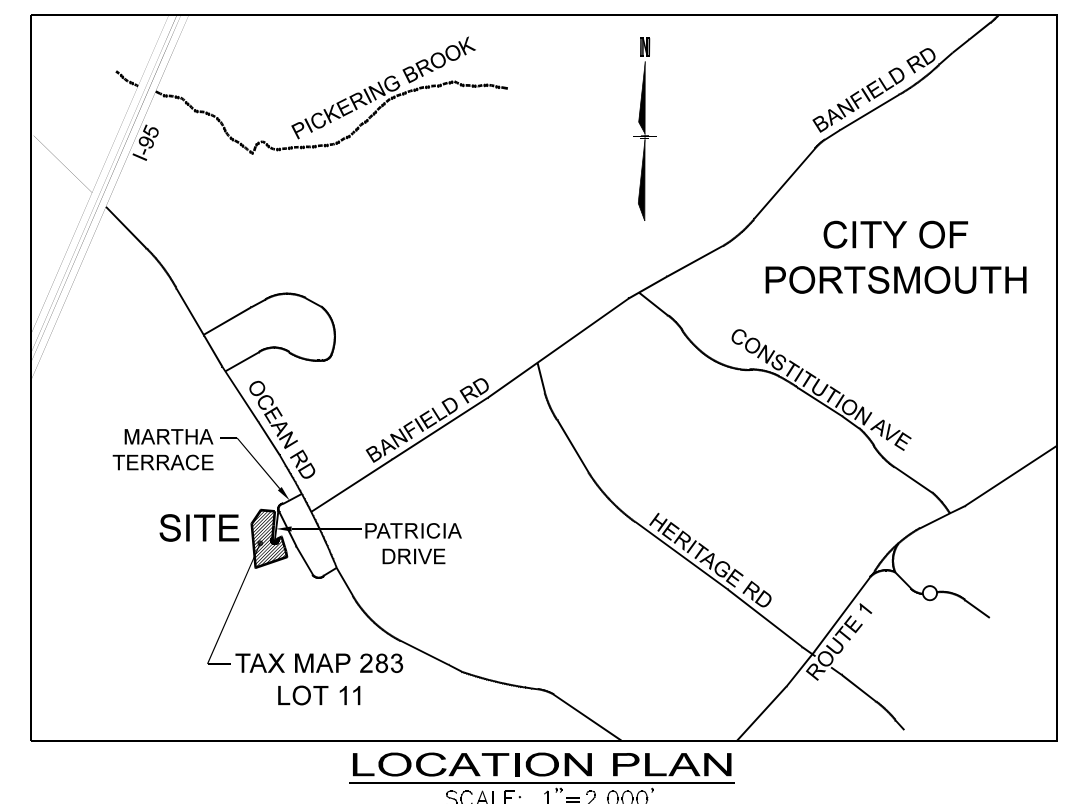 PICKERING BROOK
N
BANFIELD RD
I-95
CITY OF
PORTSMOUTH
CONSTITUTION AVE
OCEAN RD
BANFIELD RD
MARTHA
TERRACE
SITE
PATRICIA
DRIVE
HERITAGE RD
ROUTE 1
TAX MAP 283
LOT 11
LOCATION PLAN
SCALE: 1"=2,000'